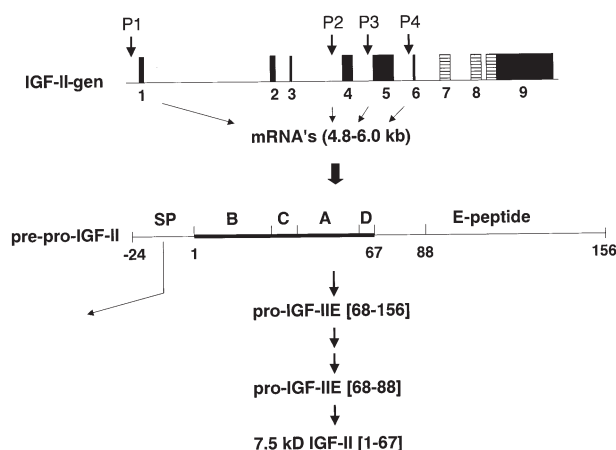 P1 P2 P3 P4
IGF-II-gen
1 2 3 4 5 6 7 8 9
mRNA's (4.8-6.0 kb)
SP B C A D E-peptide
pre-pro-IGF-II
-24 1 67 88 156
pro-IGF-IIE [68-156]
pro-IGF-IIE [68-88]
7.5 kD IGF-II [1-67]